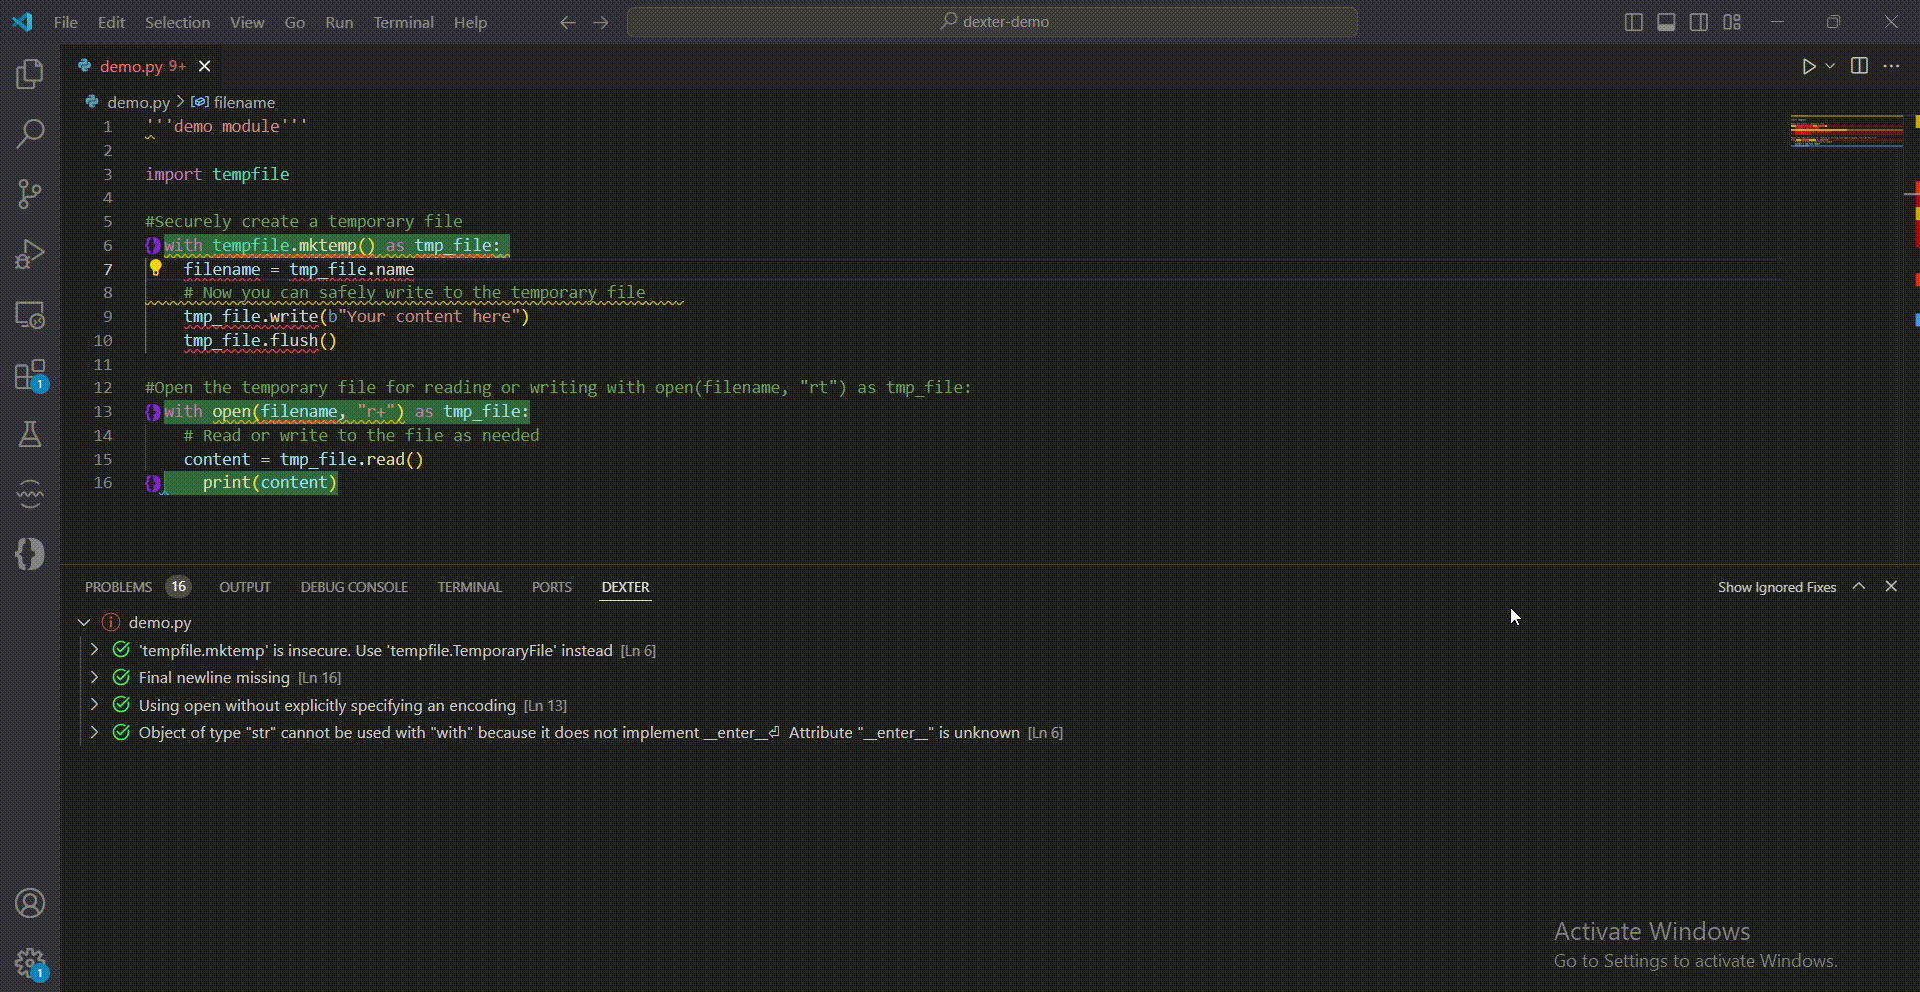 File Edit Selection View Go Run Terminal Help dexter-demo
demo.py 9+
demo.py > filename
1 '''demo module'''
2
3 import tempfile
4
5 #Securely create a temporary file
6 with tempfile.mktemp() as tmp_file:
7 filename = tmp_file.name
8 # Now you can safely write to the temporary file
9 tmp_file.write(b"Your content here")
10 tmp_file.flush()
11
12 #Open the temporary file for reading or writing with open(filename, "rt") as tmp_file:
13 with open(filename, "r+") as tmp_file:
14 # Read or write to the file as needed
15 content = tmp_file.read()
16 print(content)
1
PROBLEMS 16 OUTPUT DEBUG CONSOLE TERMINAL PORTS DEXTER Show Ignored Fixes
demo.py
'tempfile.mktemp' is insecure. Use 'tempfile.TemporaryFile' instead [Ln 6]
Final newline missing [Ln 16]
Using open without explicitly specifying an encoding [Ln 13]
Object of type "str" cannot be used with "with" because it does not implement __enter__⏎ Attribute "__enter__" is unknown [Ln 6]
Activate Windows
Go to Settings to activate Windows.
1